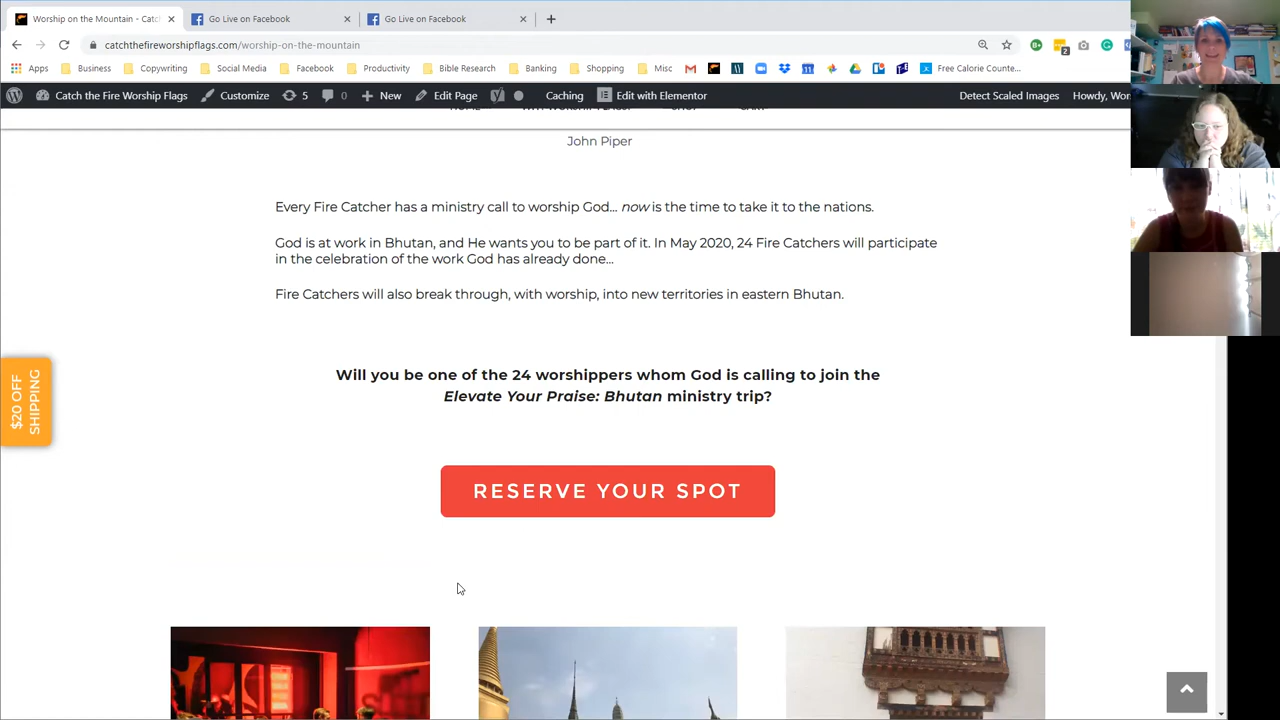 Worship on the Mountain - Catc
Go Live on Facebook
Go Live on Facebook
catchthefireworshipflags.com/worship-on-the-mountain
2
Apps Business Copywriting Social Media Facebook Productivity Bible Research Banking Shopping Misc Free Calorie Counte...
Catch the Fire Worship Flags Customize 5 0 New Edit Page Caching Edit with Elementor Detect Scaled Images Howdy, Wor
John Piper
Every Fire Catcher has a ministry call to worship God... now is the time to take it to the nations.
God is at work in Bhutan, and He wants you to be part of it. In May 2020, 24 Fire Catchers will participate
in the celebration of the work God has already done...
Fire Catchers will also break through, with worship, into new territories in eastern Bhutan.
$20 OFF
SHIPPING
Will you be one of the 24 worshippers whom God is calling to join the
Elevate Your Praise: Bhutan ministry trip?
RESERVE YOUR SPOT